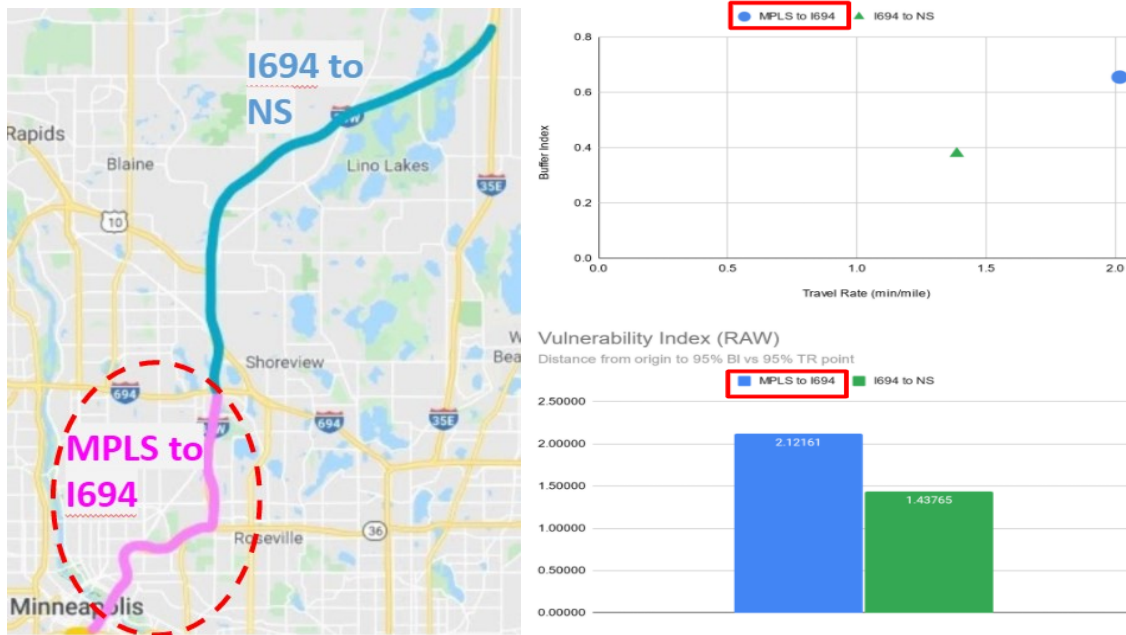 I694 to
NS
Rapids
Blaine
Lino Lakes
35E
10
Shoreview
694
35E
694
MPLS to
I694
36
Roseville
Minneapolis
MPLS to I694
I694 to NS
0.8
0.6
0.4
0.2
0.0
Buffer Index
0.0
0.5
1.0
1.5
2.0
Travel Rate (min/mile)
Vulnerability Index (RAW)
Distance from origin to 95% BI vs 95% TR point
MPLS to I694
I694 to NS
2.50000
2.00000
1.50000
1.00000
0.50000
0.00000
2.12161
1.43765